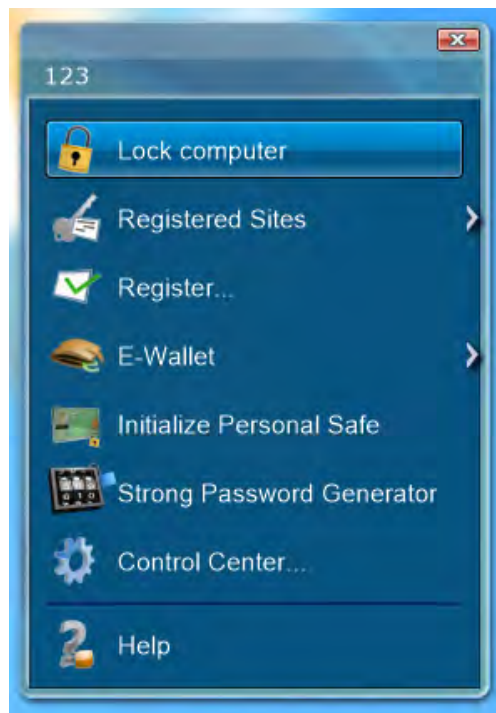 123
Lock computer
Registered Sites
Register...
E-Wallet
Initialize Personal Safe
Strong Password Generator
Control Center...
Help